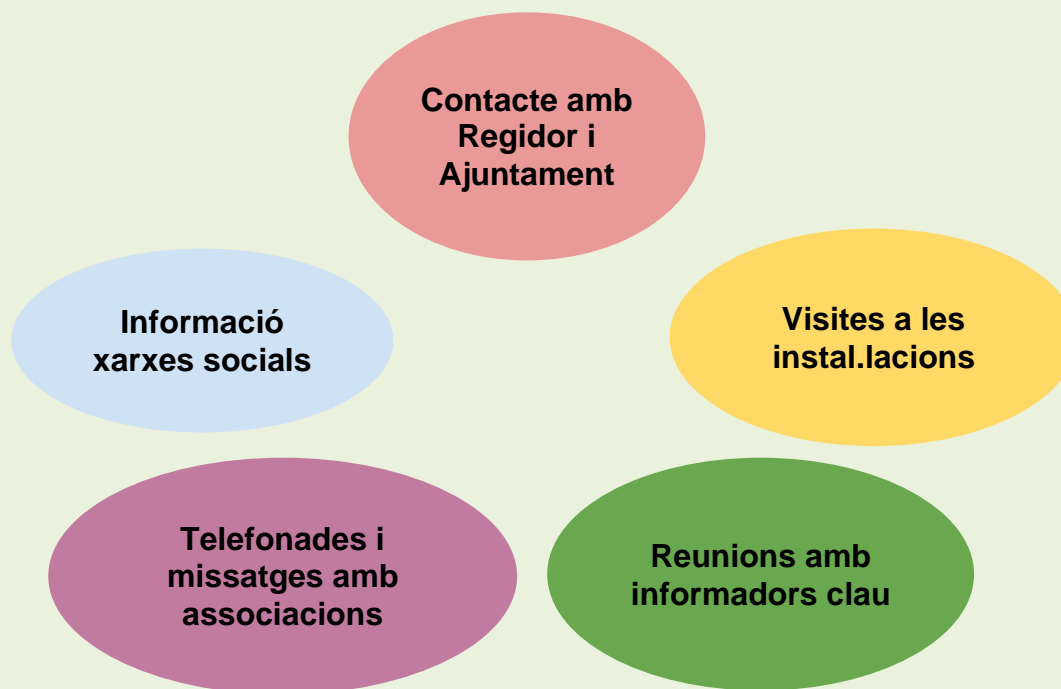 Contacte amb
Regidor i
Ajuntament
Informació
xarxes socials
Visites a les
instal.lacions
Telefonades i
missatges amb
associacions
Reunions amb
informadors clau